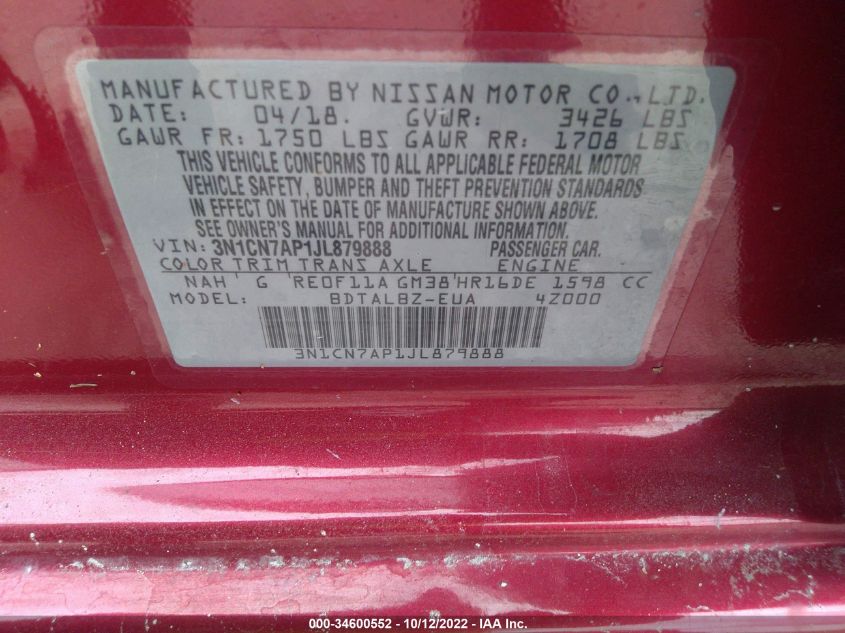 MANUFACTURED BY NISSAN MOTOR CO., LTD.
DATE: 04/18. GVWR: 3426 LBS
GAWR FR: 1750 LBS GAWR RR: 1708 LBS
THIS VEHICLE CONFORMS TO ALL APPLICABLE FEDERAL MOTOR
VEHICLE SAFETY, BUMPER AND THEFT PREVENTION STANDARDS
IN EFFECT ON THE DATE OF MANUFACTURE SHOWN ABOVE.
SEE OWNER'S MANUAL FOR ADDITIONAL INFORMATION
VIN: 3N1CN7AP1JL879888 PASSENGER CAR.
COLOR TRIM TRANS AXLE ENGINE
NAH ' G RE0F11A GM38'HR16DE 1598 CC
MODEL: BDTALBZ-EUA 4Z000
3N1CN7AP1JL879888
000-34600552 - 10/12/2022 - IAA Inc.